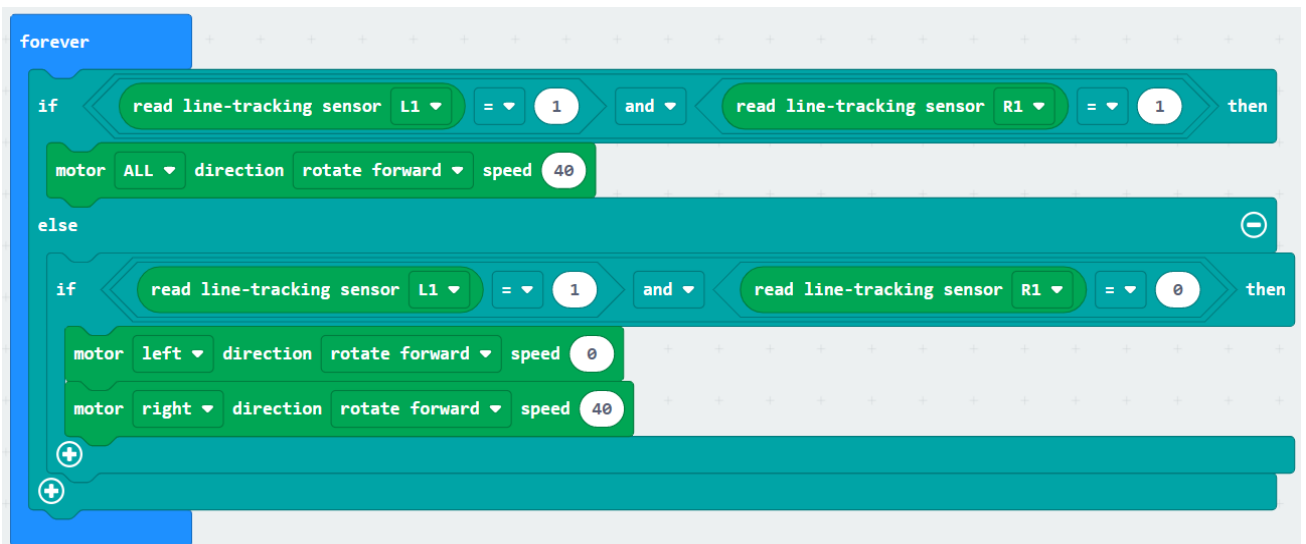 forever
if read line-tracking sensor L1 = 1 and read line-tracking sensor R1 = 1 then
motor ALL direction rotate forward speed 40
else
if read line-tracking sensor L1 = 1 and read line-tracking sensor R1 = 0 then
motor left direction rotate forward speed 0
motor right direction rotate forward speed 40